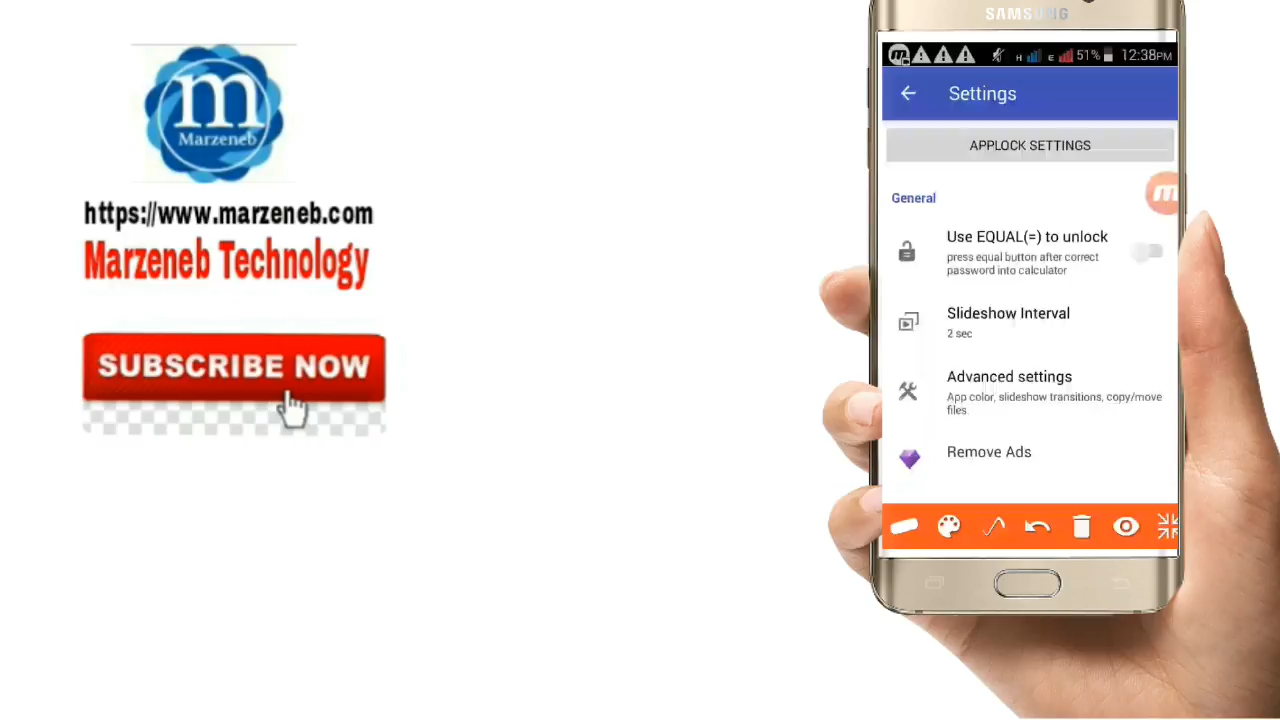 m
Marzeneb
https://www.marzeneb.com
Marzeneb Technology
SUBSCRIBE NOW
SAMSUNG
H E 51% 12:38PM
Settings
APPLOCK SETTINGS
General
Use EQUAL(=) to unlock
press equal button after correct
password into calculator
Slideshow Interval
2 sec
Advanced settings
App color, slideshow transitions, copy/move
files.
Remove Ads